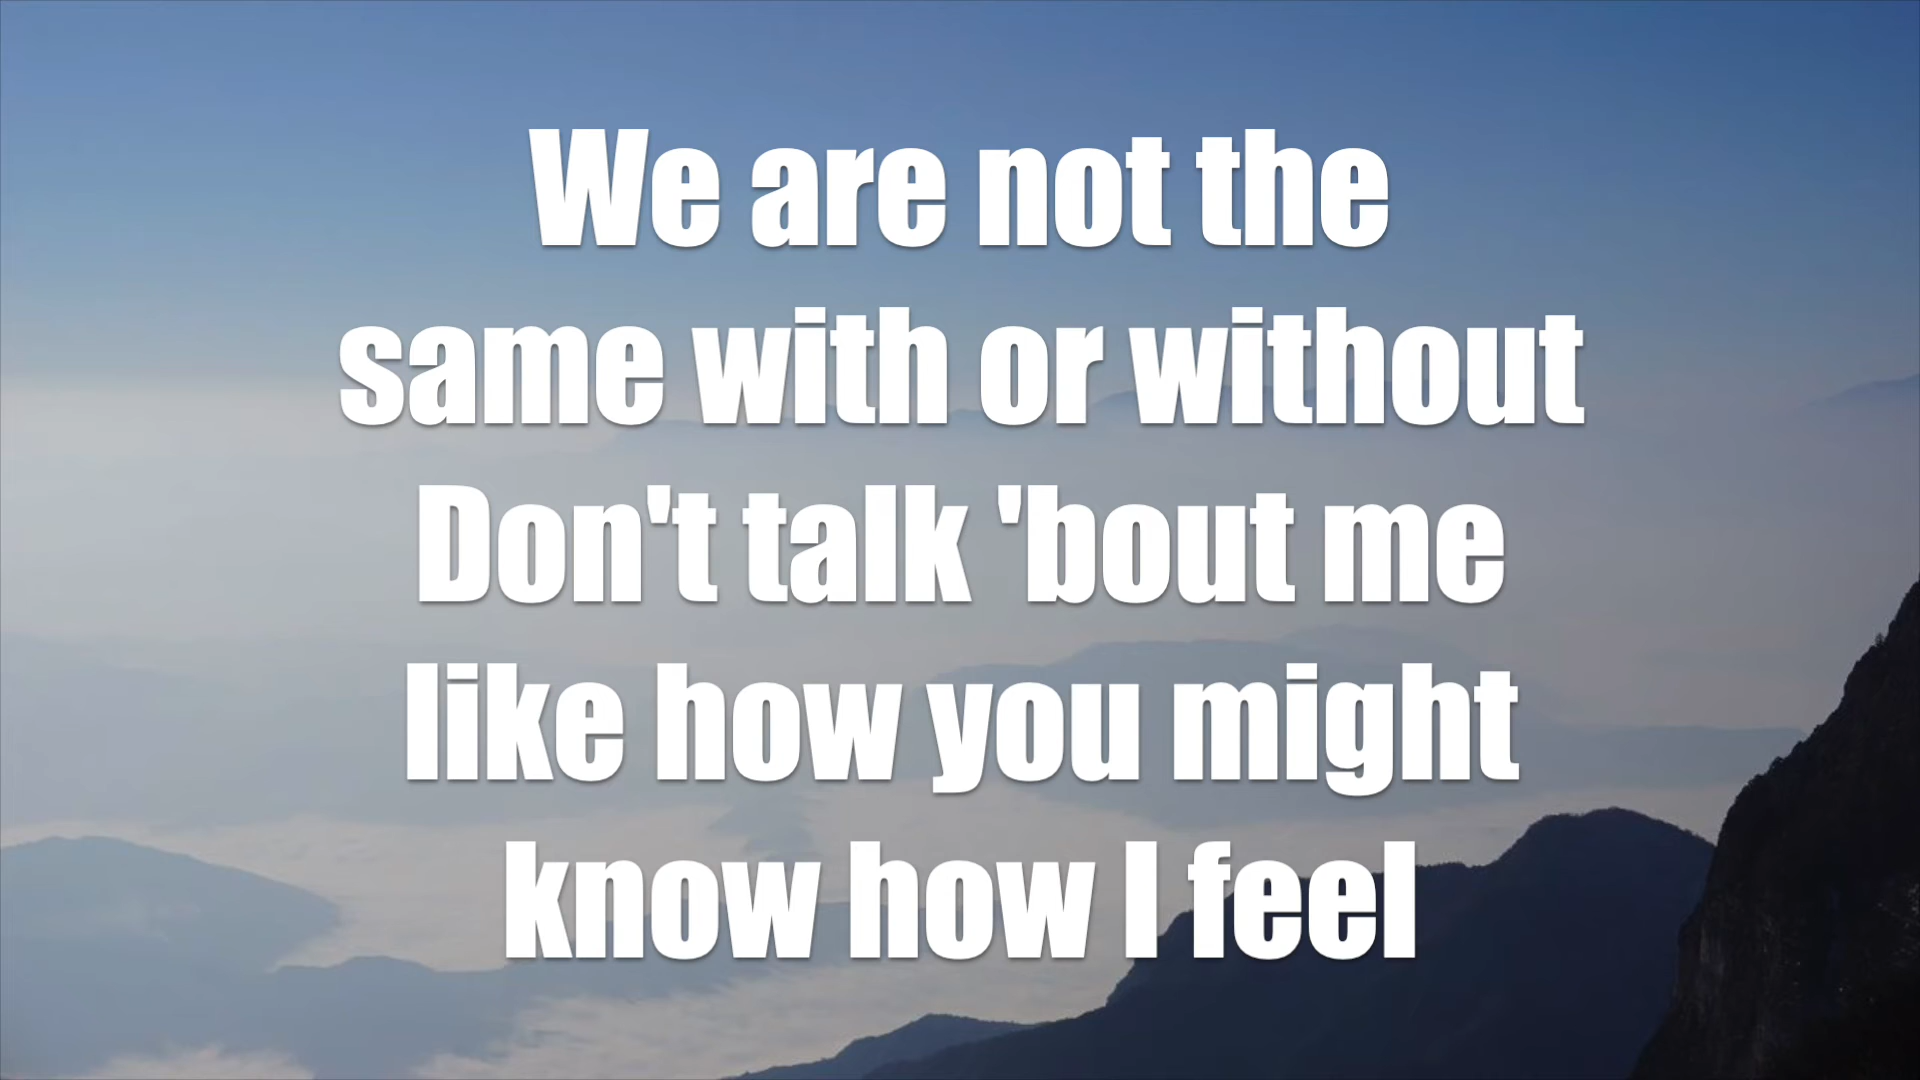 We are not the
same with or without
Don't talk 'bout me
like how you might
know how I feel